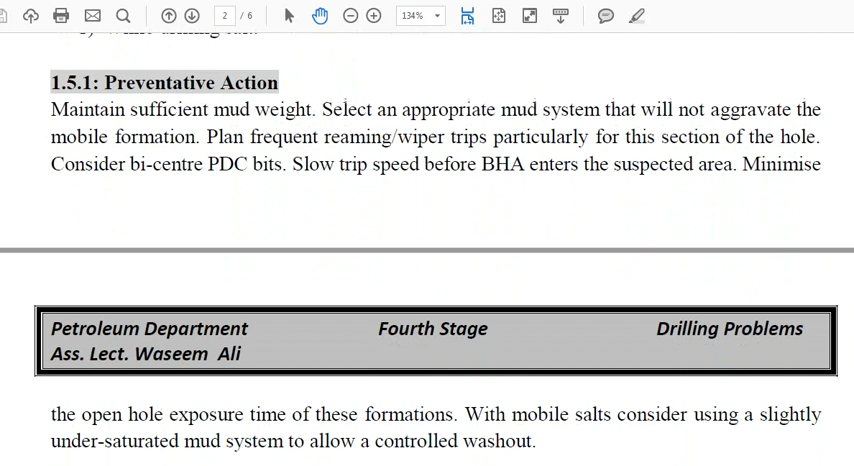 2 / 6
134%
1.5.1: Preventative Action
Maintain sufficient mud weight. Select an appropriate mud system that will not aggravate the
mobile formation. Plan frequent reaming/wiper trips particularly for this section of the hole.
Consider bi-centre PDC bits. Slow trip speed before BHA enters the suspected area. Minimise
Petroleum Department Fourth Stage Drilling Problems
Ass. Lect. Waseem Ali
the open hole exposure time of these formations. With mobile salts consider using a slightly
under-saturated mud system to allow a controlled washout.